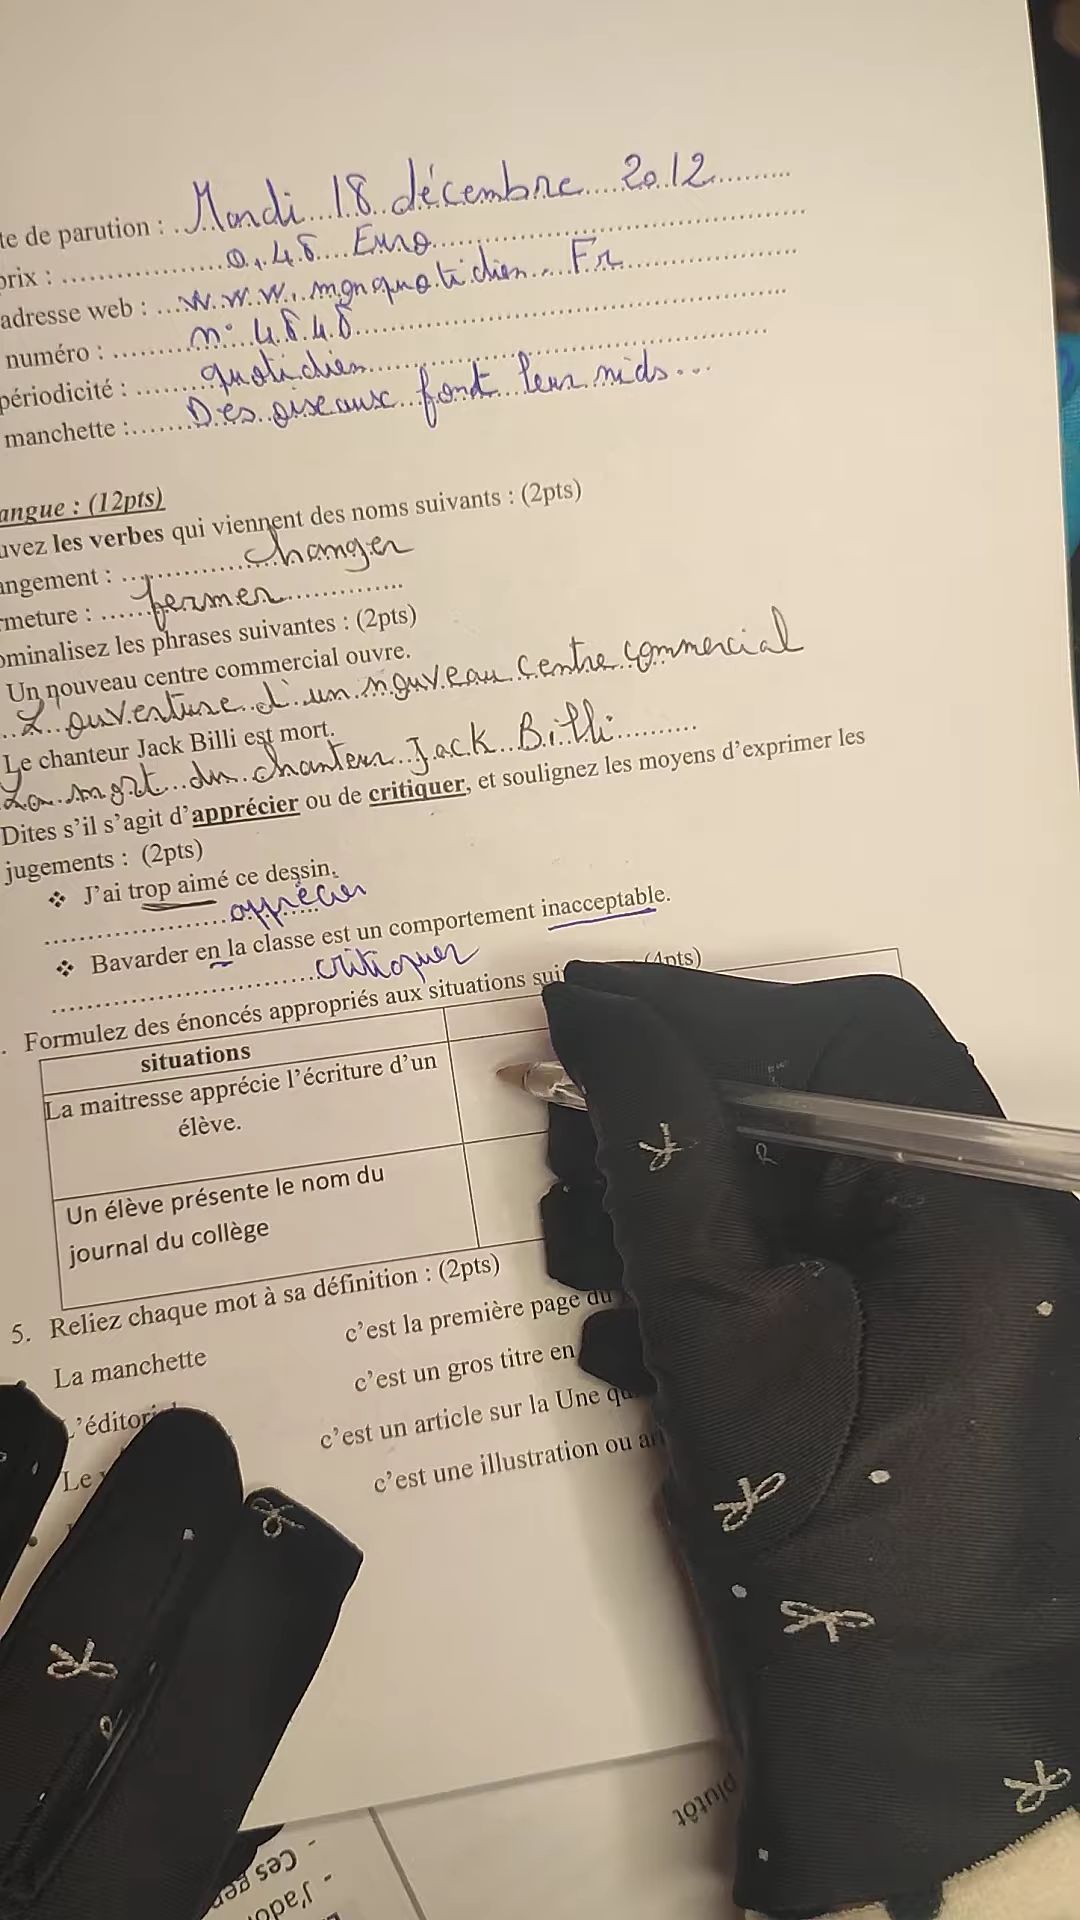 te de parution : Mardi 18 décembre 2012
prix : 0,48 Euro
adresse web : www.monquotidien Fr
numéro : n° 4848
périodicité : quotidien
manchette : Des oiseaux font leur nids...
angue : (12pts)
uvez les verbes qui viennent des noms suivants : (2pts)
angement : changer
rmeture : fermer
ominalisez les phrases suivantes : (2pts)
Un nouveau centre commercial ouvre.
L'ouverture d'un nouveau centre commercial
Le chanteur Jack Billi est mort.
La mort du chanteur Jack Billi
Dites s'il s'agit d'apprécier ou de critiquer, et soulignez les moyens d'exprimer les
jugements : (2pts)
❖ J'ai trop aimé ce dessin.
apprécier
❖ Bavarder en la classe est un comportement inacceptable.
critiquer
. Formulez des énoncés appropriés aux situations sui (4pts)
situations
La maitresse apprécie l'écriture d'un
élève.
Un élève présente le nom du
journal du collège
5. Reliez chaque mot à sa définition : (2pts)
La manchette c'est la première page du
L'éditori c'est un gros titre en
Le c'est un article sur la Une qu
c'est une illustration ou
plutôt
- Ces gen
- J'ado